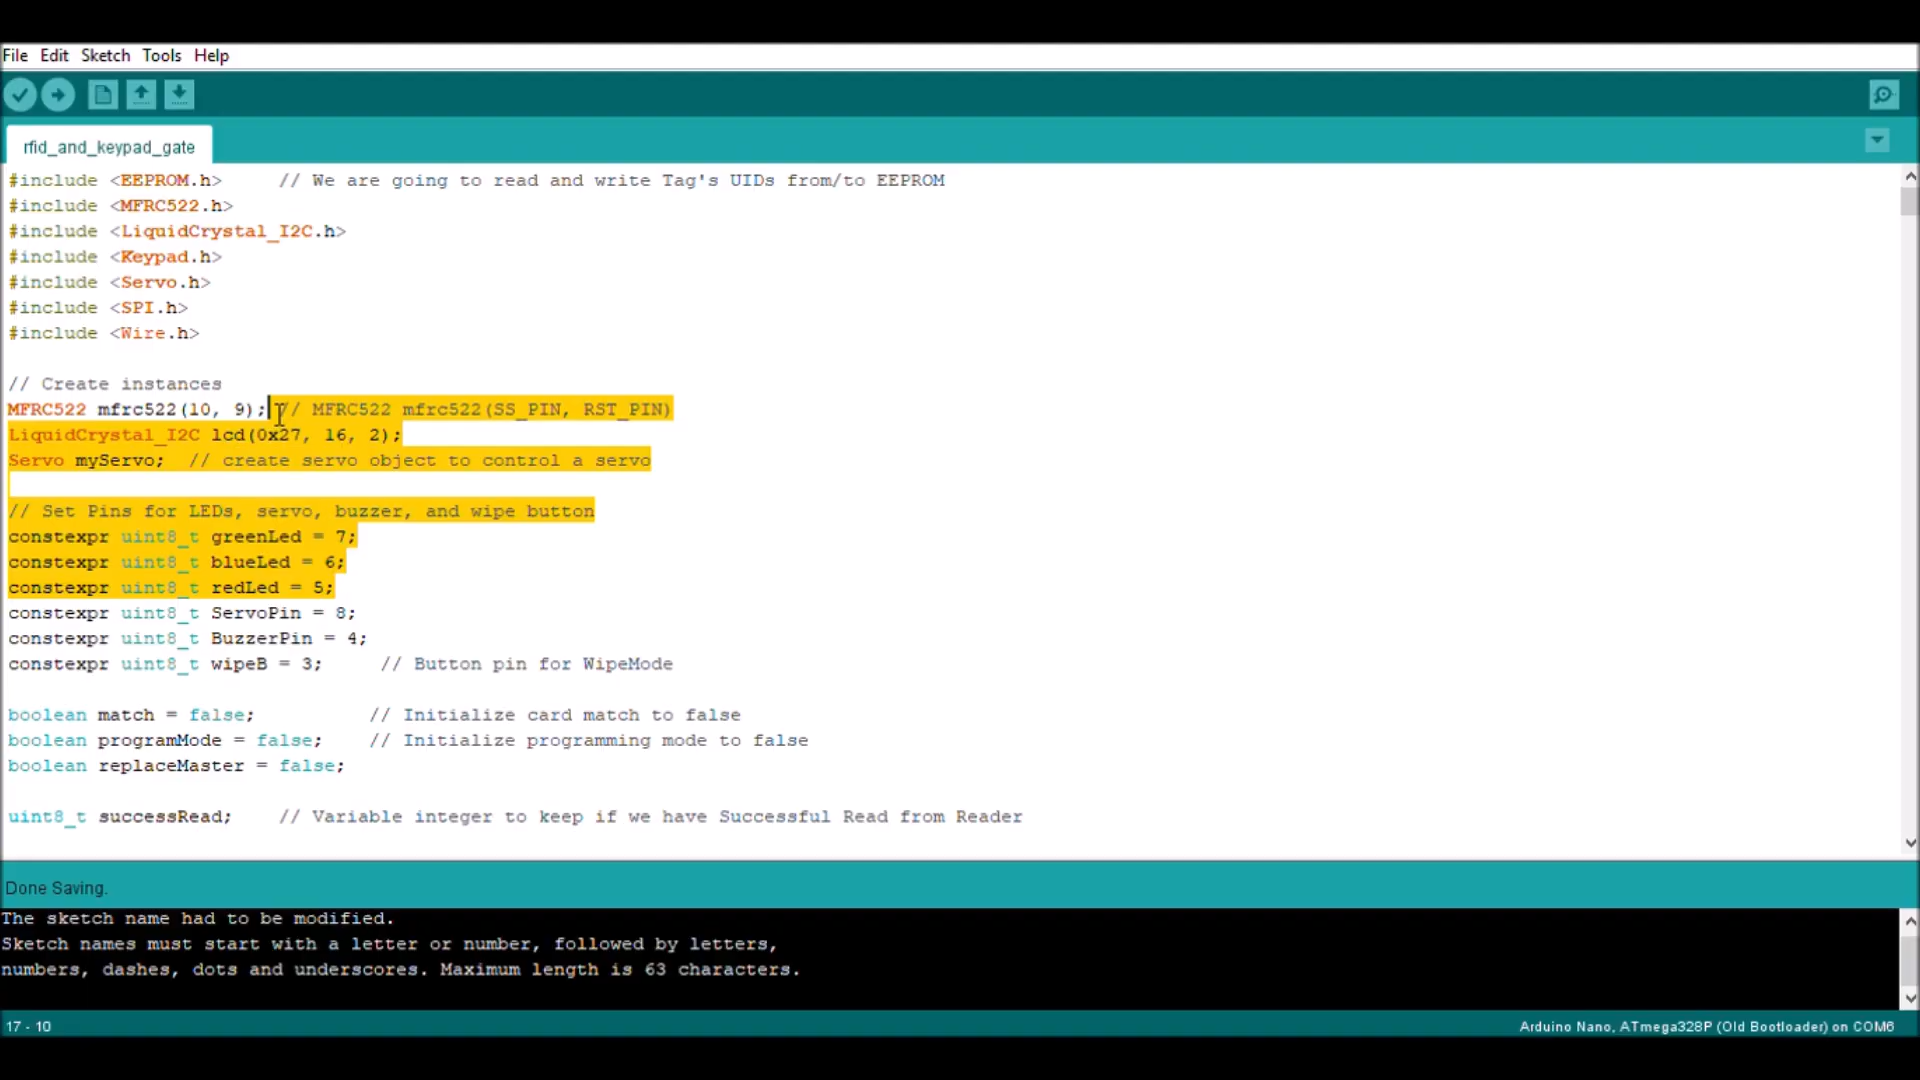 File Edit Sketch Tools Help
rfid_and_keypad_gate
#include <EEPROM.h>     // We are going to read and write Tag's UIDs from/to EEPROM
#include <MFRC522.h>
#include <LiquidCrystal_I2C.h>
#include <Keypad.h>
#include <Servo.h>
#include <SPI.h>
#include <Wire.h>
// Create instances
MFRC522 mfrc522(10, 9); // MFRC522 mfrc522(SS_PIN, RST_PIN)
LiquidCrystal_I2C lcd(0x27, 16, 2);
Servo myServo;  // create servo object to control a servo
// Set Pins for LEDs, servo, buzzer, and wipe button
constexpr uint8_t greenLed = 7;
constexpr uint8_t blueLed = 6;
constexpr uint8_t redLed = 5;
constexpr uint8_t ServoPin = 8;
constexpr uint8_t BuzzerPin = 4;
constexpr uint8_t wipeB = 3;     // Button pin for WipeMode
boolean match = false;          // Initialize card match to false
boolean programMode = false;    // Initialize programming mode to false
boolean replaceMaster = false;
uint8_t successRead;    // Variable integer to keep if we have Successful Read from Reader
Done Saving.
The sketch name had to be modified.
Sketch names must start with a letter or number, followed by letters,
numbers, dashes, dots and underscores. Maximum length is 63 characters.
17 - 10
Arduino Nano, ATmega328P (Old Bootloader) on COM6